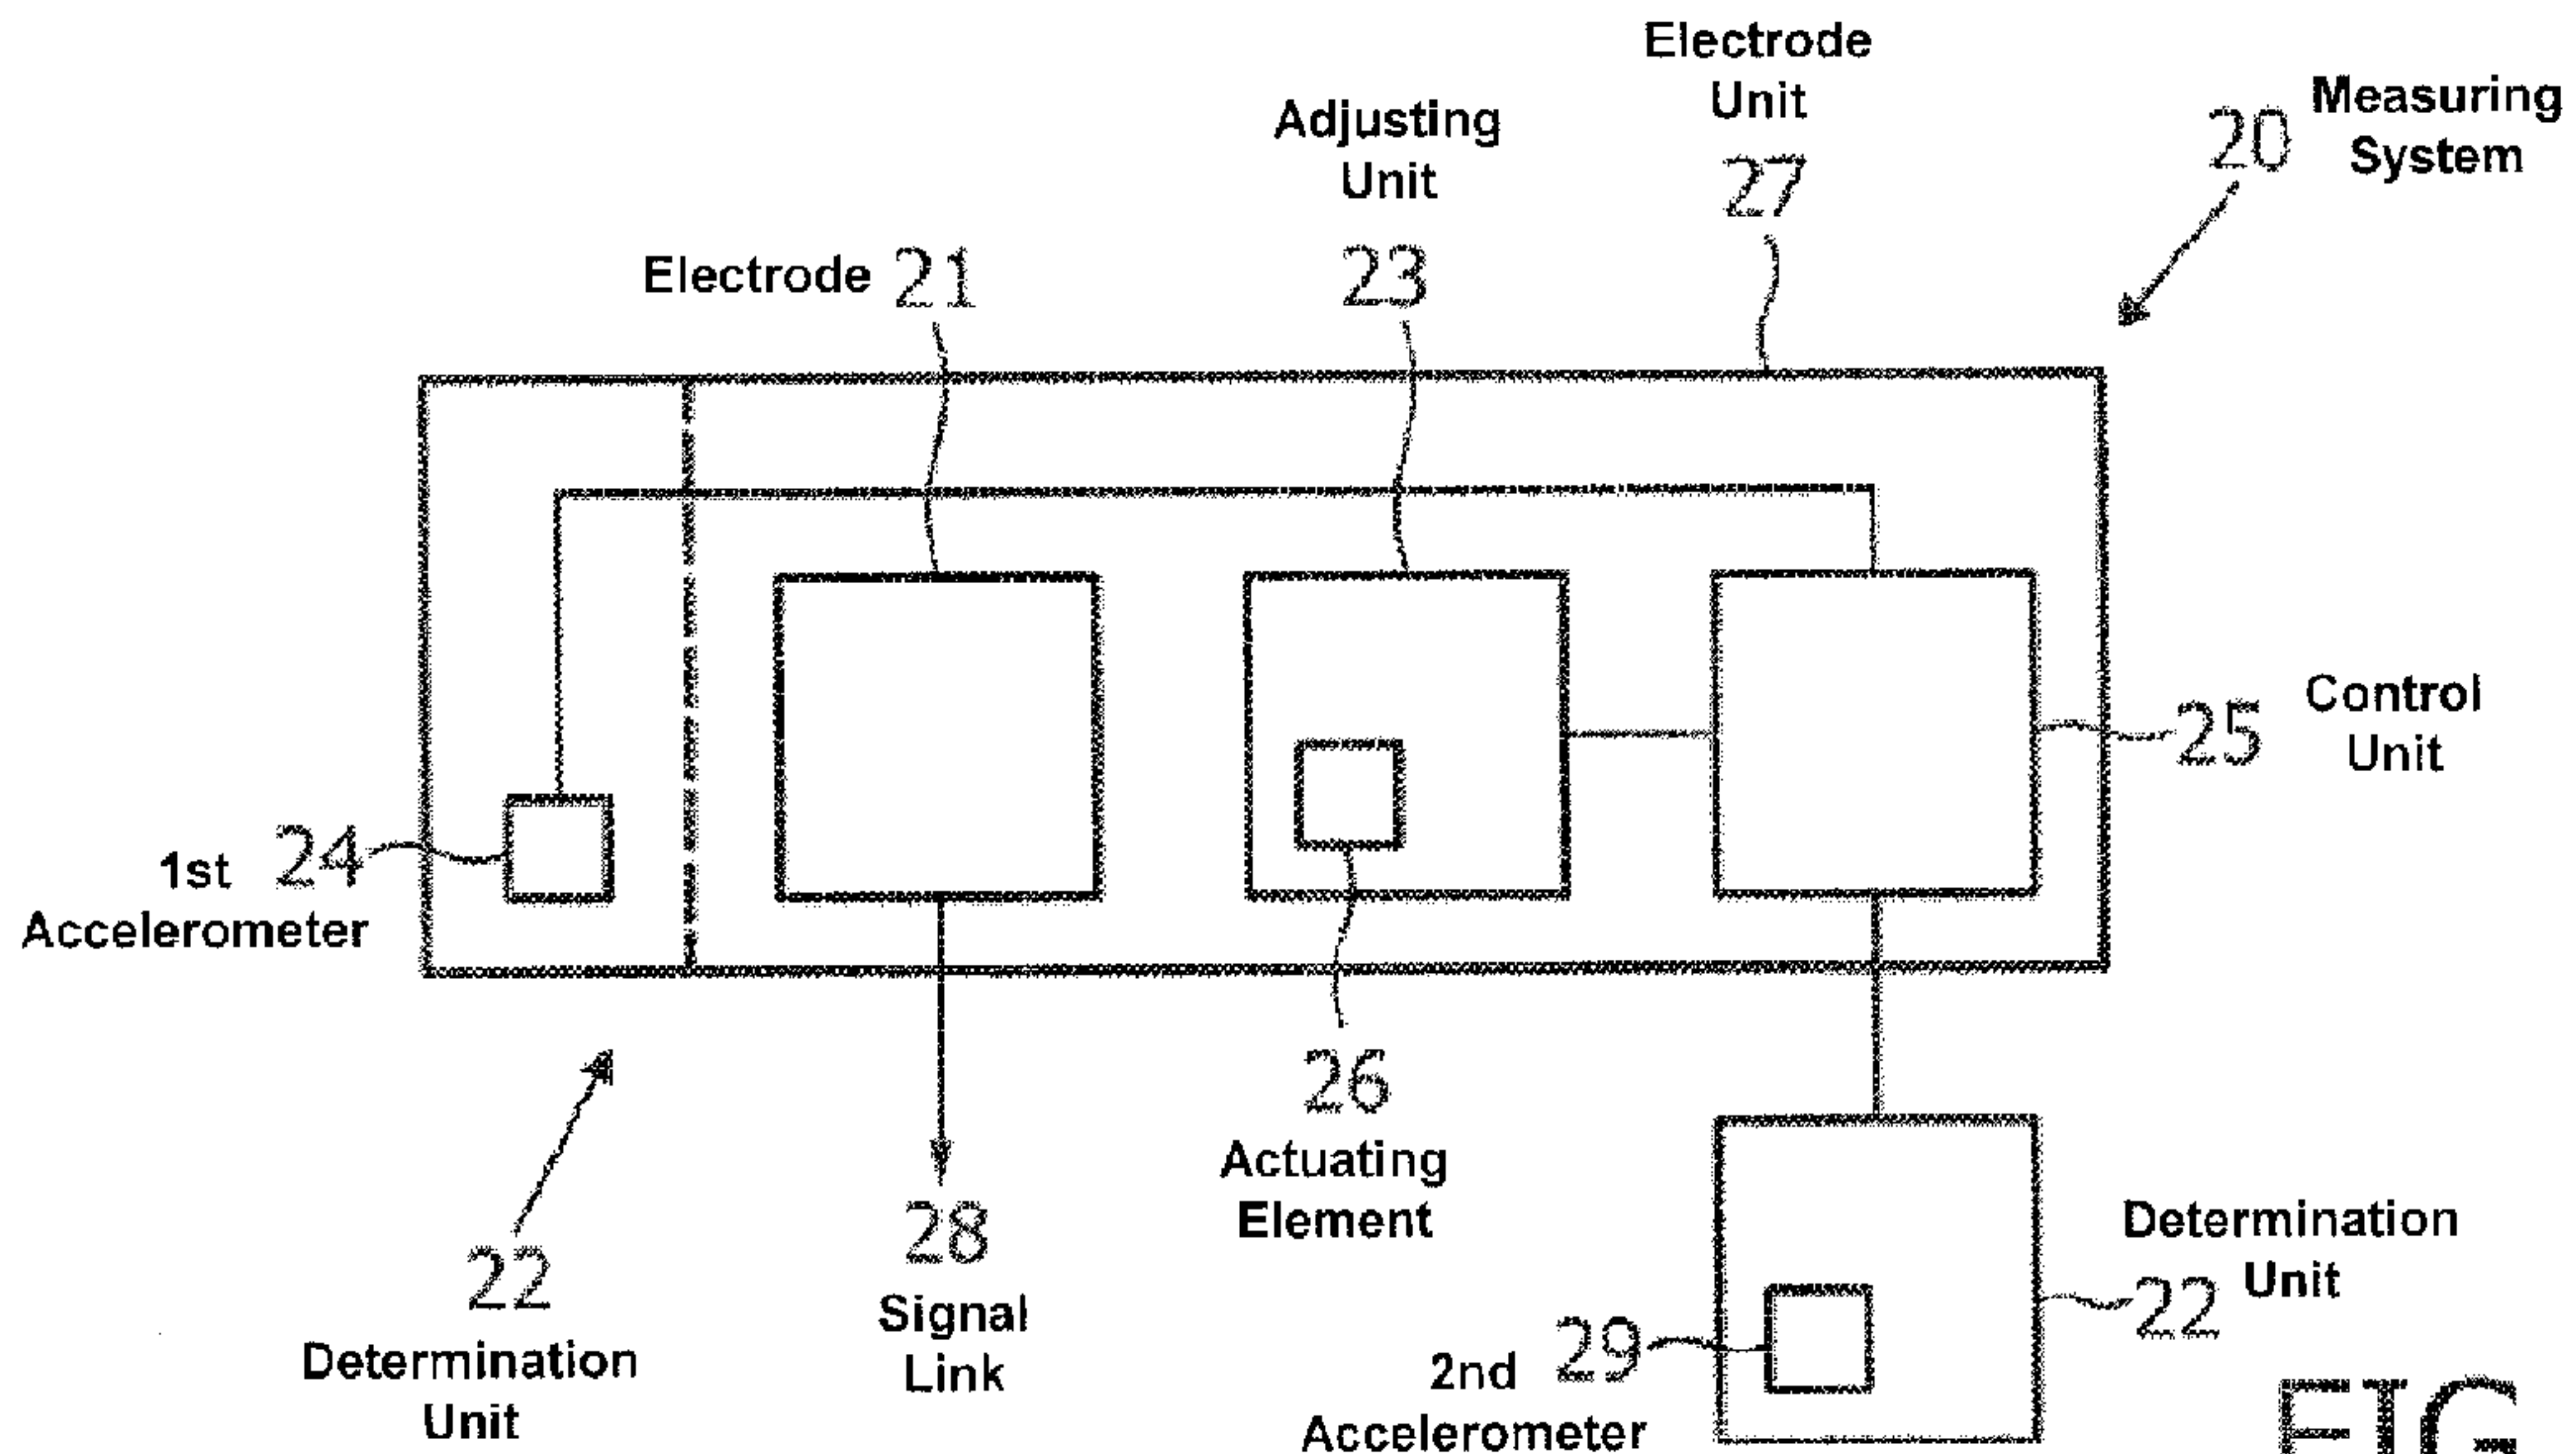 Electrode
Unit
27
Measuring
20 System
Adjusting
Unit
23
Electrode 21
Control
25 Unit
1st 24
Accelerometer
26
Actuating
Element
28
Signal
Link
22
Determination
Unit
Determination
22 Unit
2nd 29
Accelerometer
FIG